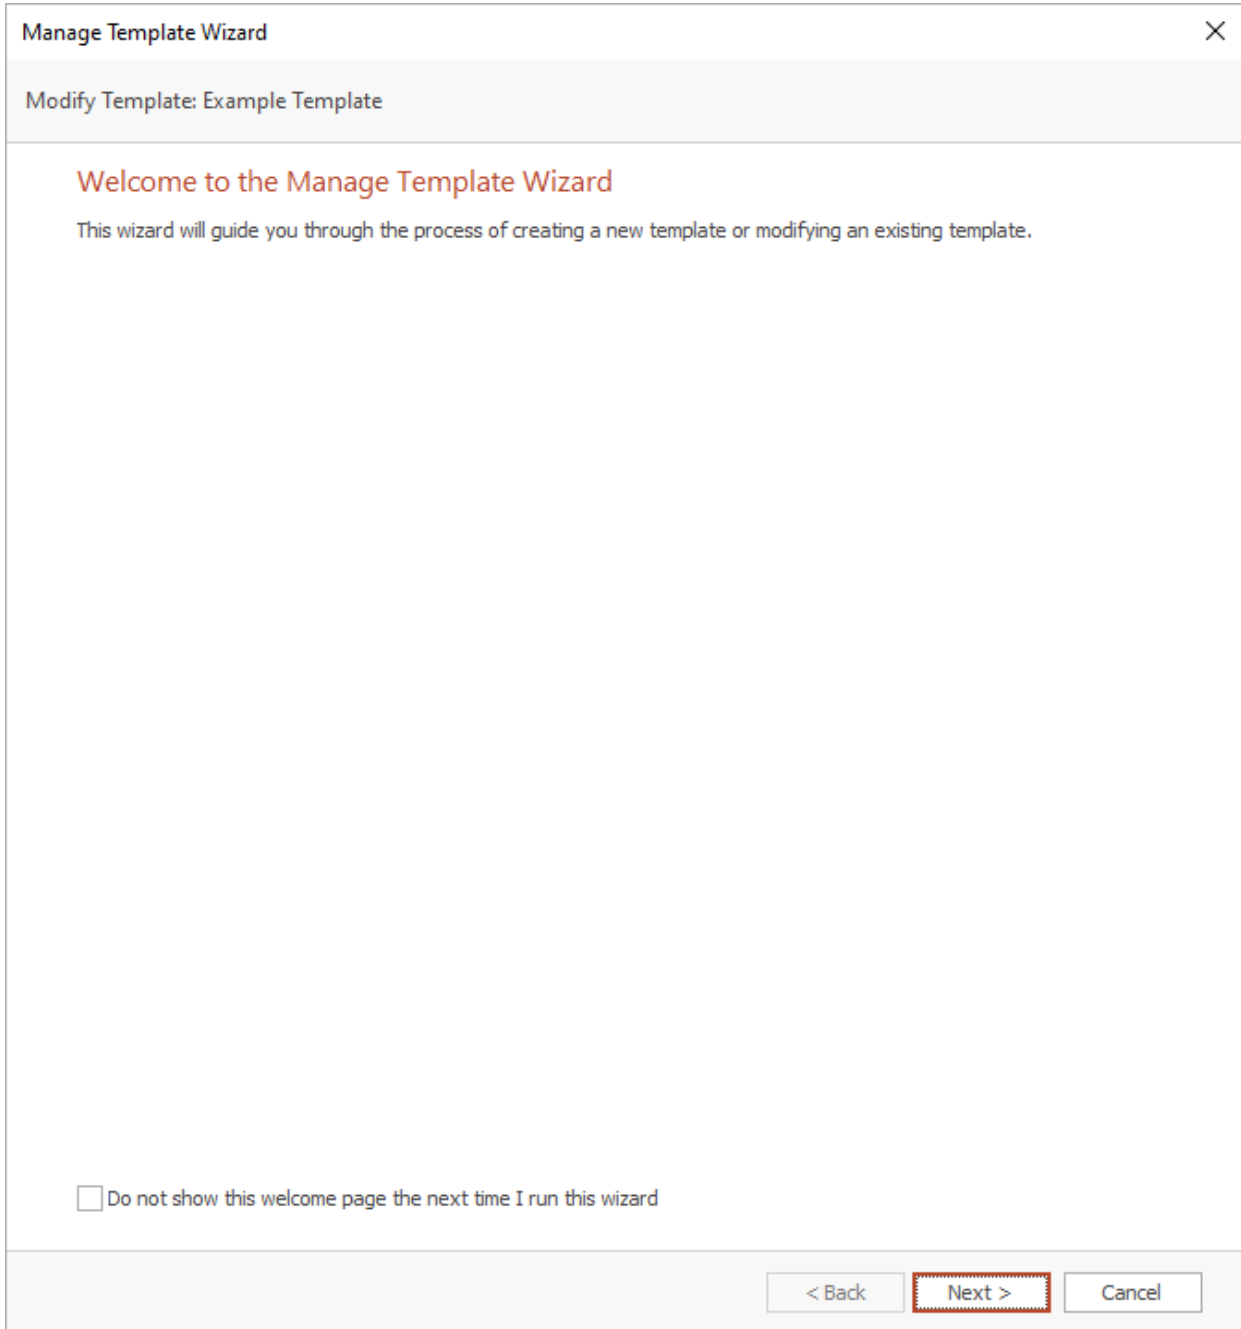 Manage Template Wizard
Modify Template: Example Template
Welcome to the Manage Template Wizard
This wizard will guide you through the process of creating a new template or modifying an existing template.
Do not show this welcome page the next time I run this wizard
< Back
Next >
Cancel